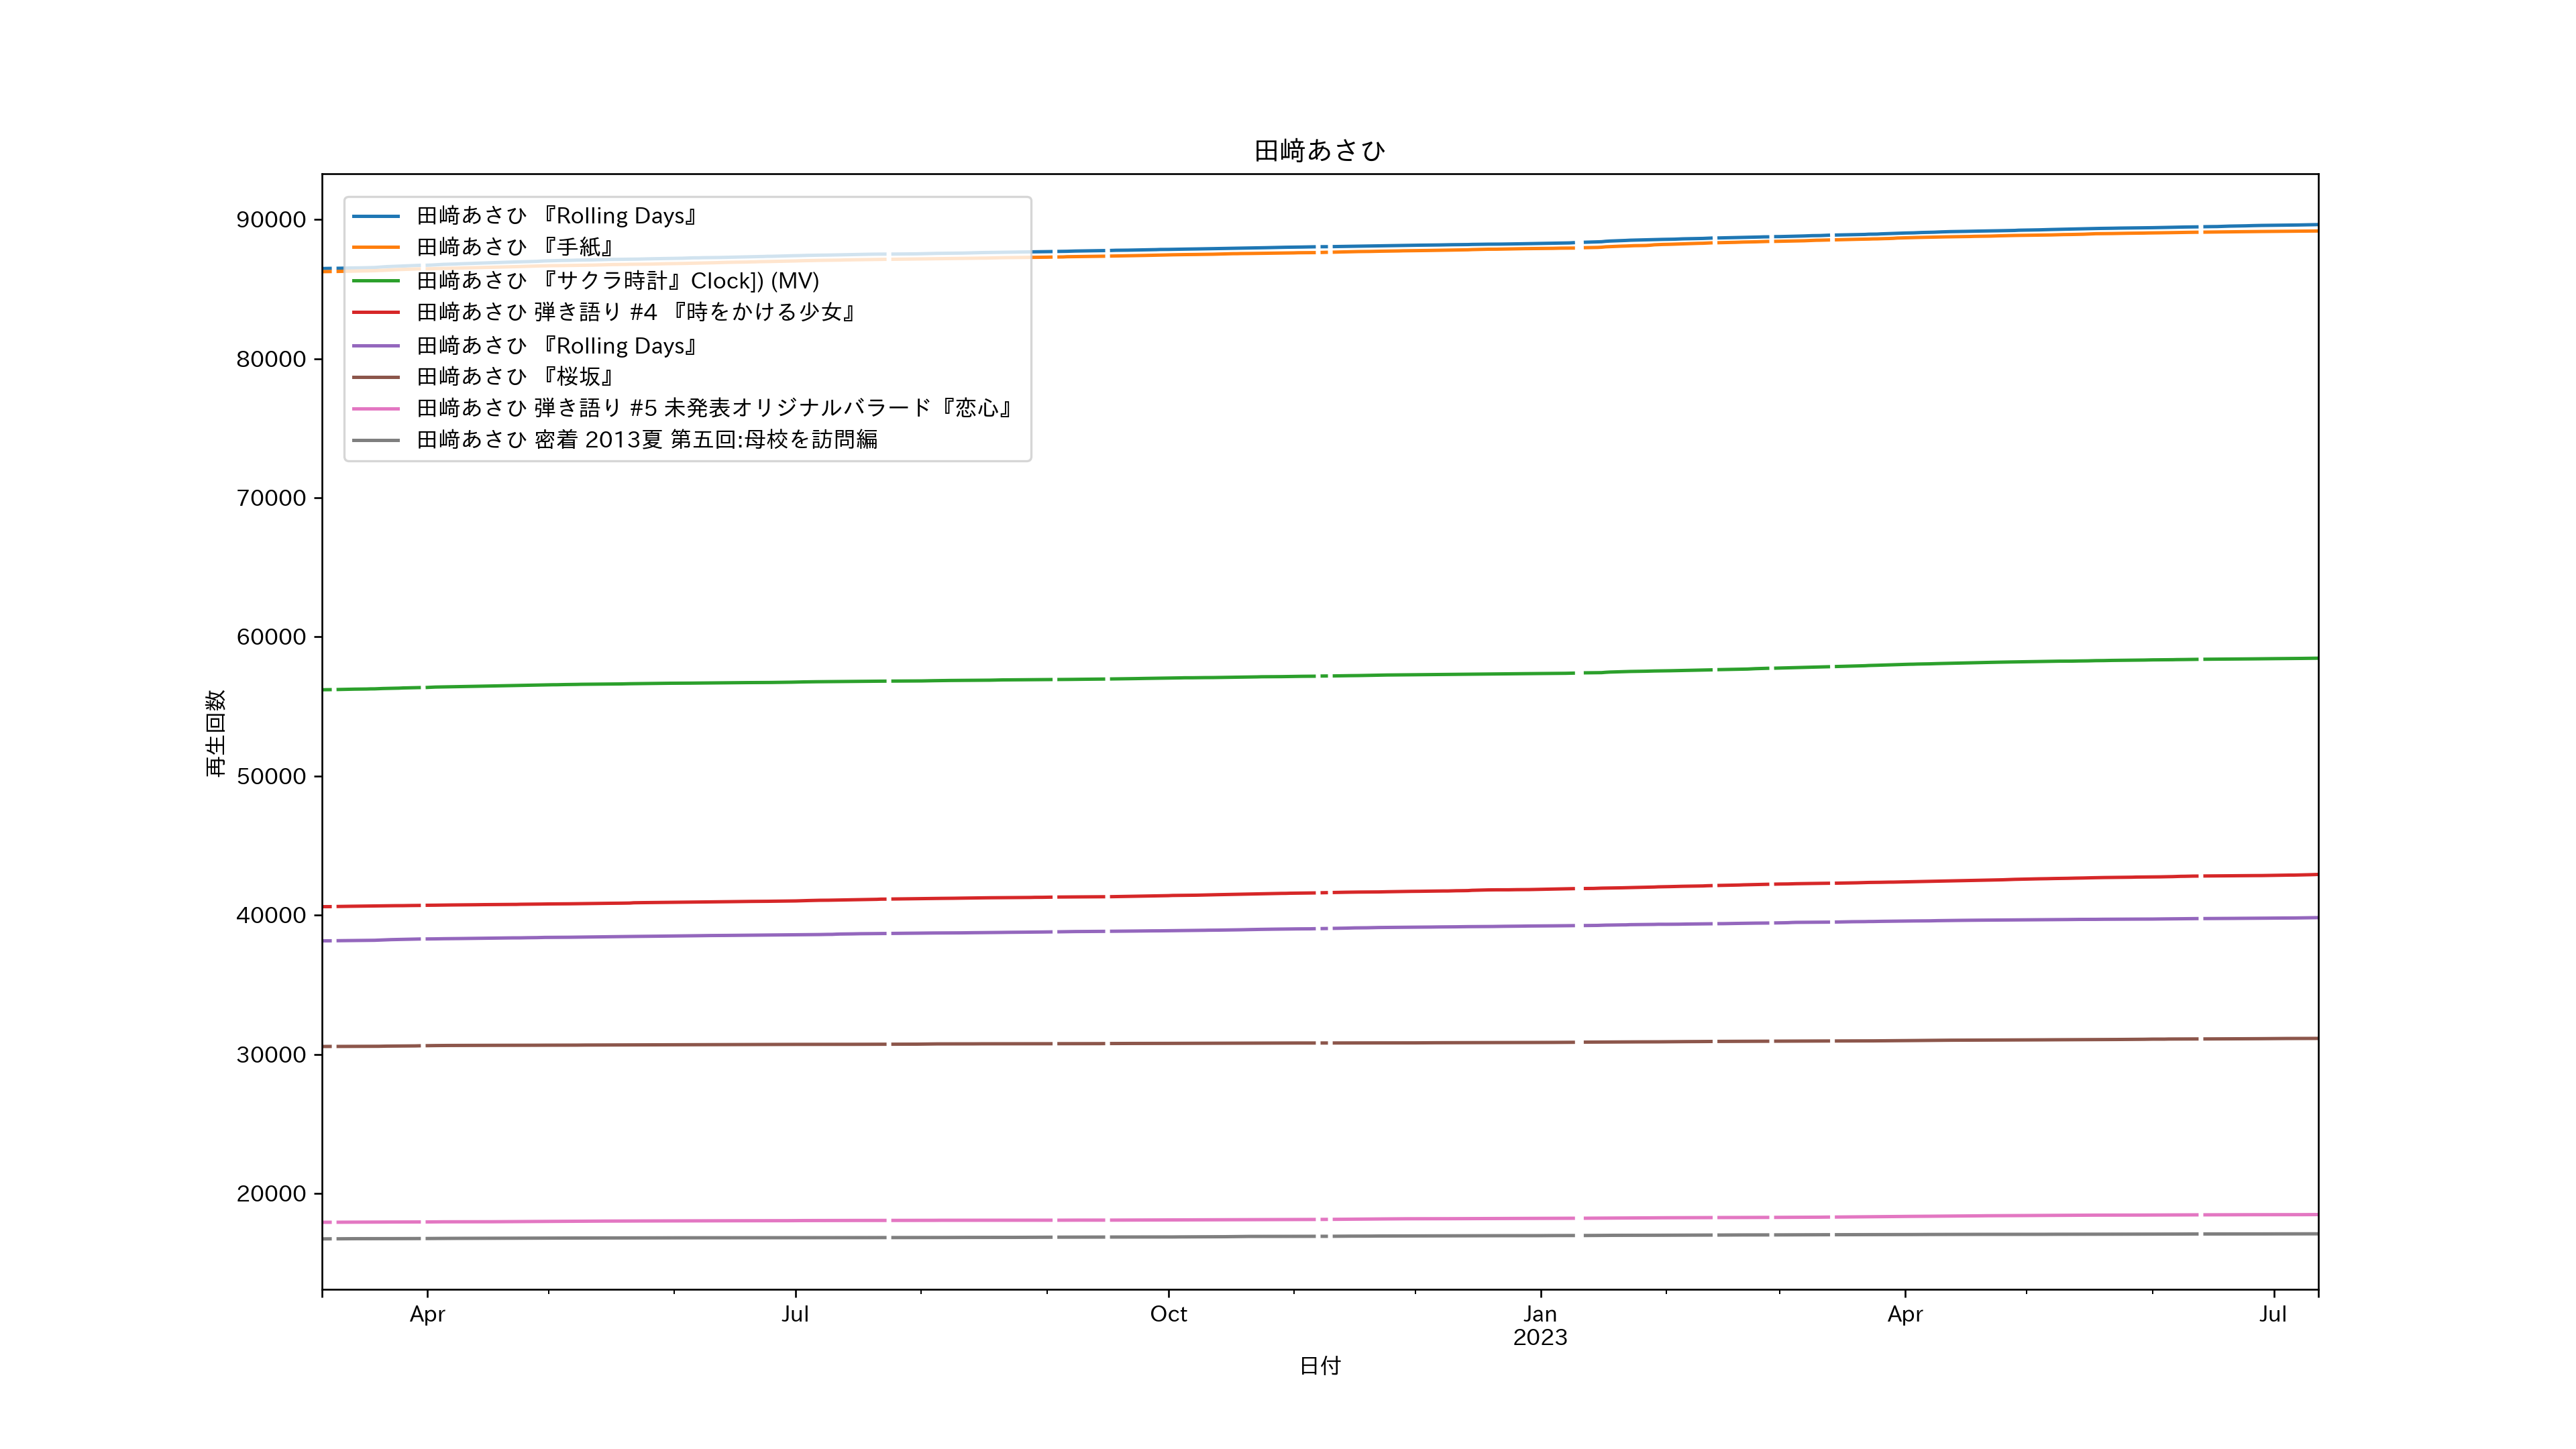 田﨑あさひ
90000
80000
70000
60000
50000
40000
30000
20000
再生回数
田﨑あさひ 『Rolling Days』
田﨑あさひ 『手紙』
田﨑あさひ 『サクラ時計』Clock]) (MV)
田﨑あさひ 弾き語り #4 『時をかける少女』
田﨑あさひ 『Rolling Days』
田﨑あさひ 『桜坂』
田﨑あさひ 弾き語り #5 未発表オリジナルバラード『恋心』
田﨑あさひ 密着 2013夏 第五回:母校を訪問編
Apr Jul Oct Jan Apr Jul
2023
日付